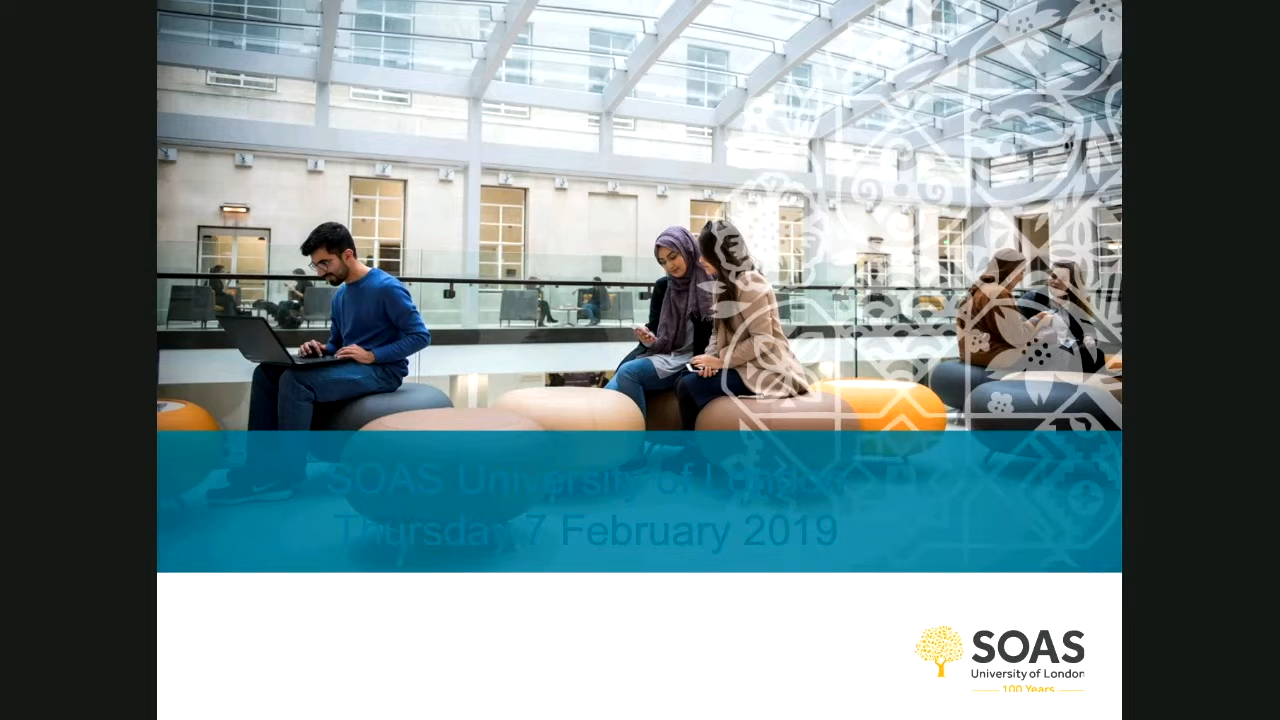 SOAS University of London
Thursday 7 February 2019
SOAS
University of London
100 Years